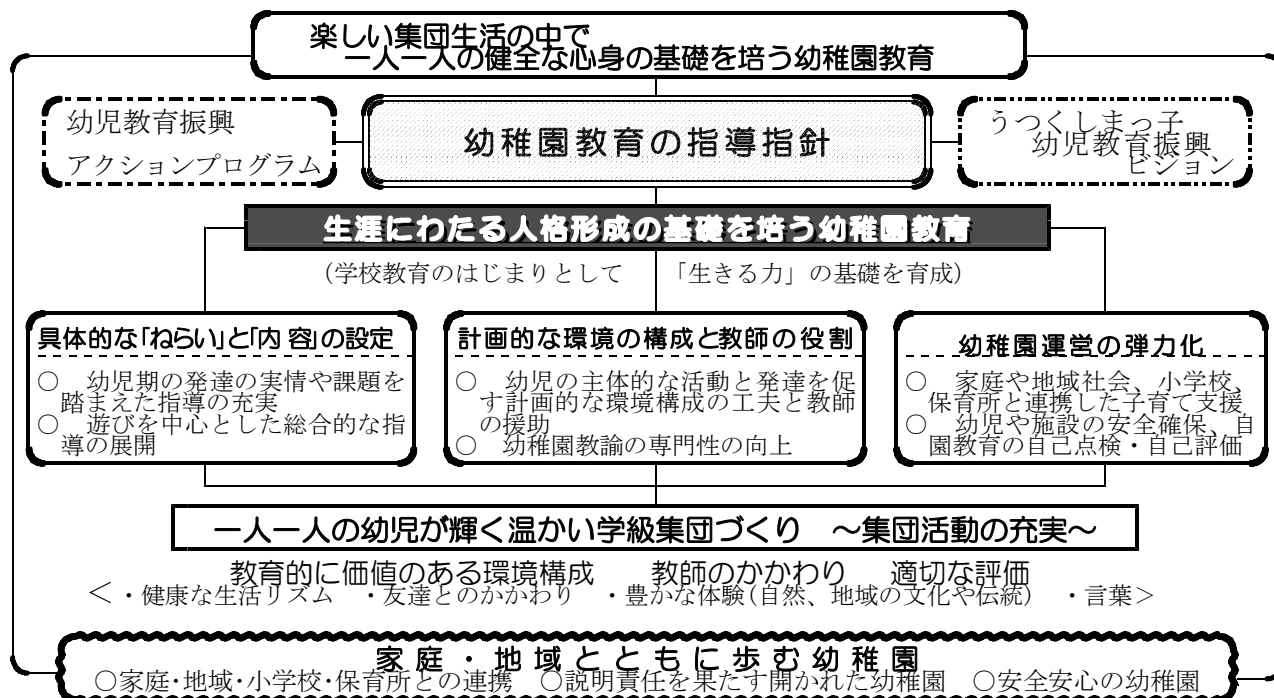 楽しい集団生活の中で
一人一人の健全な心身の基礎を培う幼稚園教育
幼児教育振興
アクションプログラム
幼稚園教育の指導指針
うつくしまっ子
幼児教育振興
ビジョン
生涯にわたる人格形成の基礎を培う幼稚園教育
（学校教育のはじまりとして　「生きる力」の基礎を育成）
具体的な「ねらい」と「内容」の設定
○　幼児期の発達の実情や課題を
踏まえた指導の充実
○　遊びを中心とした総合的な指
導の展開
計画的な環境の構成と教師の役割
○　幼児の主体的な活動と発達を促
す計画的な環境構成の工夫と教師
の援助
○　幼稚園教諭の専門性の向上
幼稚園運営の弾力化
○　家庭や地域社会、小学校、
保育所と連携した子育て支援
○　幼児や施設の安全確保、自
園教育の自己点検・自己評価
一人一人の幼児が輝く温かい学級集団づくり　～集団活動の充実～
教育的に価値のある環境構成　教師のかかわり　適切な評価
＜・健康な生活リズム　・友達とのかかわり　・豊かな体験(自然、地域の文化や伝統)　・言葉＞
家庭・地域とともに歩む幼稚園
○家庭・地域・小学校・保育所との連携　○説明責任を果たす開かれた幼稚園　○安全安心の幼稚園